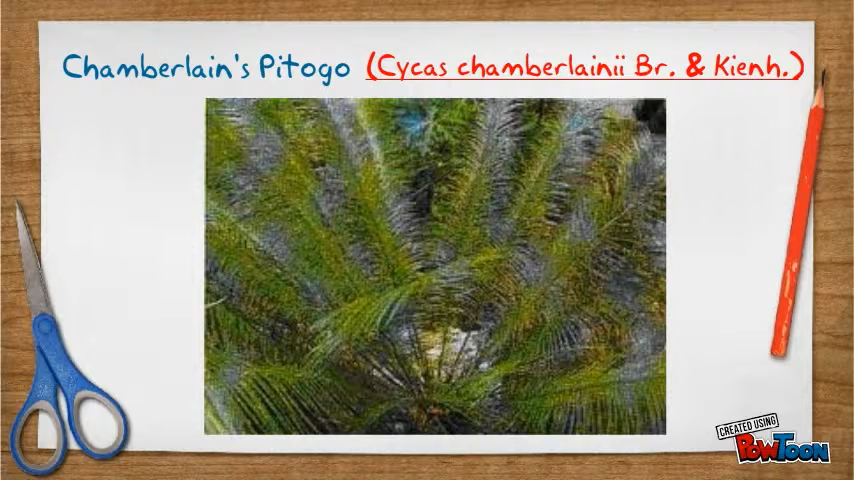 Chamberlain's Pitogo (Cycas chamberlainii Br. & Kienh.)
CREATED USING
POWTOON